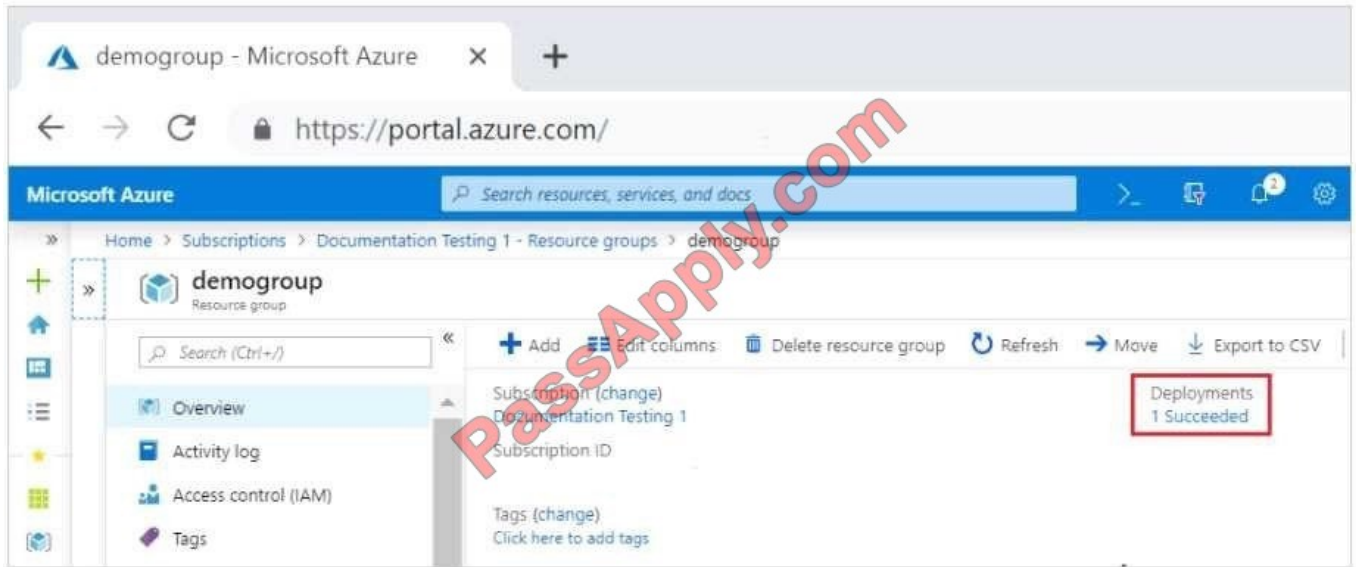 demogroup - Microsoft Azure
https://portal.azure.com/
Microsoft Azure
Search resources, services, and docs
2
Home > Subscriptions > Documentation Testing 1 - Resource groups > demogroup
demogroup
Resource group
Search (Ctrl+/)
Overview
Activity log
Access control (IAM)
Tags
Add Edit columns Delete resource group Refresh Move Export to CSV
Subscription (change)
Documentation Testing 1
Subscription ID
Tags (change)
Click here to add tags
Deployments
1 Succeeded
PassApply.com